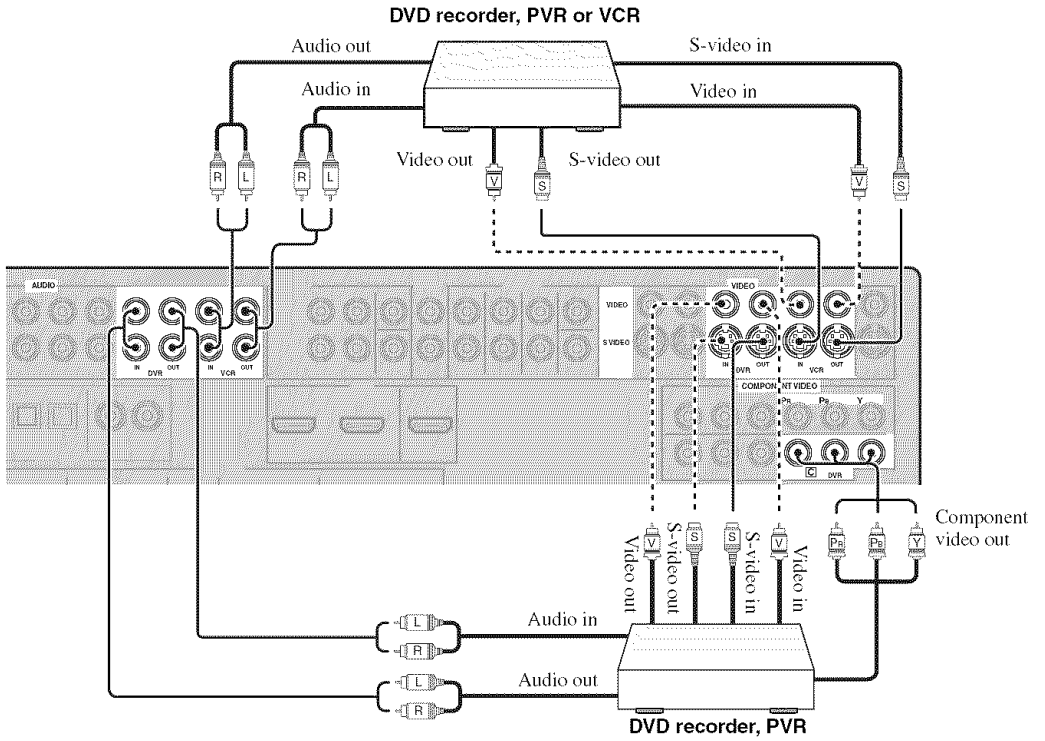 DVD recorder, PVR or VCR
Audio out
S-video in
Audio in
Video in
Video out
S-video out
R
L
R
L
V
S
V
S
AUDIO
VIDEO
VIDEO
S VIDEO
IN
DVR
OUT
IN
VCR
OUT
IN
DVR
OUT
IN
VCR
OUT
COMPONENT VIDEO
PR
PB
Y
C
DVR
Component
video out
V
S
S
V
PR
PB
Y
Video out
S-video out
S-video in
Video in
L
R
Audio in
L
R
Audio out
DVD recorder, PVR